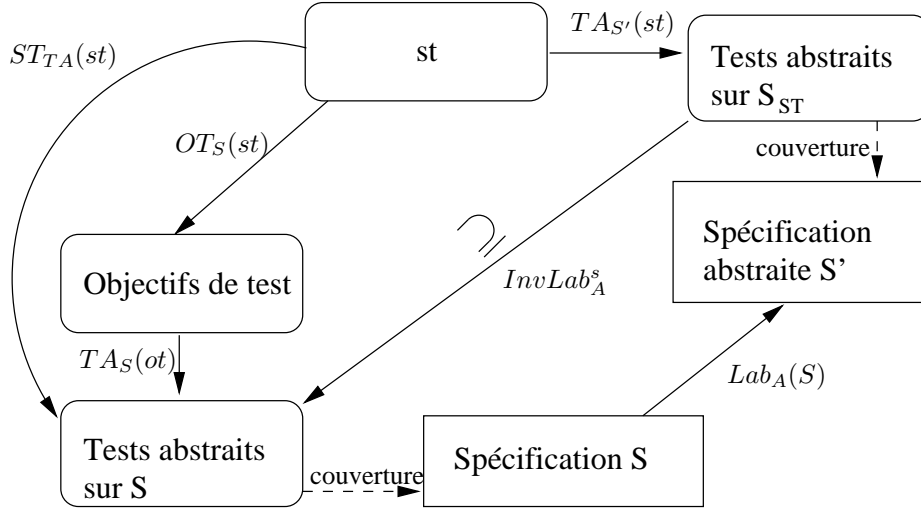 ST_{TA}(st)
st
TA_{S'}(st)
Tests abstraits
sur S_{ST}
OT_S(st)
couverture
Spécification
abstraite S'
⊇
InvLab^s_A
Objectifs de test
TA_S(ot)
Lab_A(S)
Tests abstraits
sur S
couverture
Spécification S